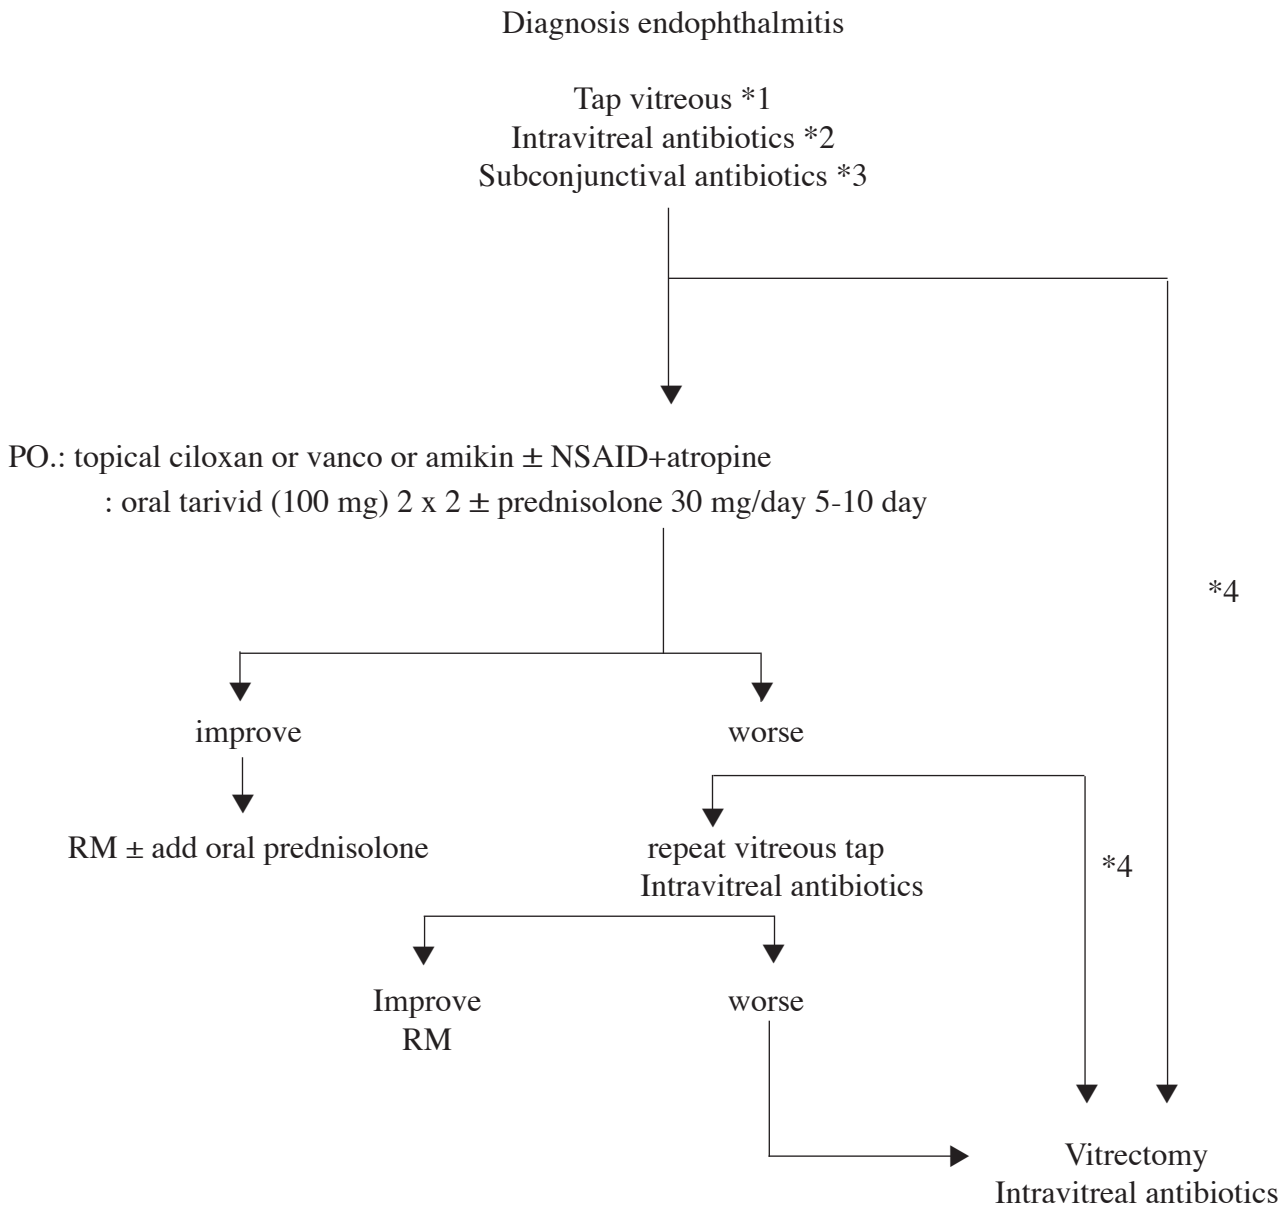 Diagnosis endophthalmitis
Tap vitreous *1
Intravitreal antibiotics *2
Subconjunctival antibiotics *3
PO.: topical ciloxan or vanco or amikin ± NSAID+atropine
: oral tarivid (100 mg) 2 x 2 ± prednisolone 30 mg/day 5-10 day
*4
improve
worse
RM ± add oral prednisolone
repeat vitreous tap
Intravitreal antibiotics
*4
Improve
RM
worse
Vitrectomy
Intravitreal antibiotics